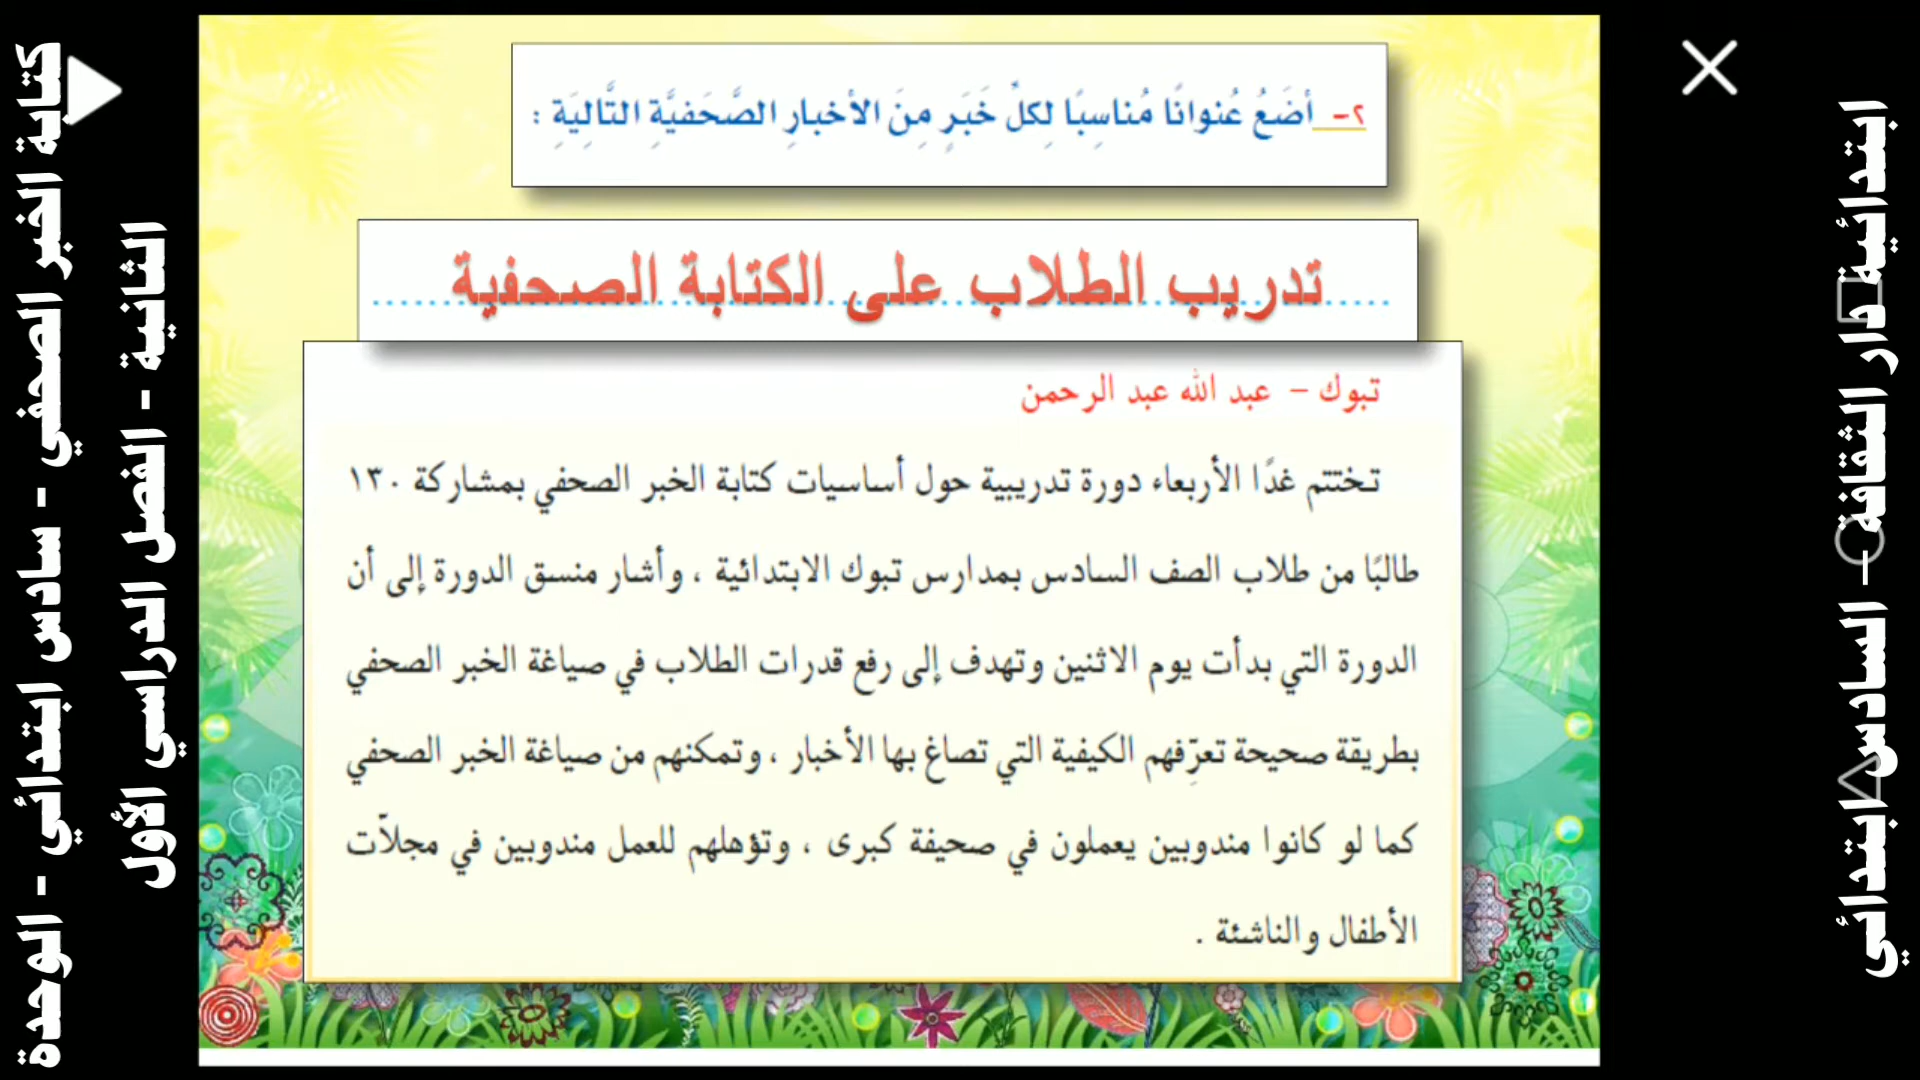 ٢- أضَعُ عُنوانًا مُناسِبًا لِكلِّ خَبَرٍ مِنَ الأخبارِ الصَّحَفيَّةِ التَّالِيَةِ :
تدريب الطلاب على الكتابة الصحفية
تبوك – عبد الله عبد الرحمن
تختتم غدًا الأربعاء دورة تدريبية حول أساسيات كتابة الخبر الصحفي بمشاركة ١٣٠
طالبًا من طلاب الصف السادس بمدارس تبوك الابتدائية ، وأشار منسق الدورة إلى أن
الدورة التي بدأت يوم الاثنين وتهدف إلى رفع قدرات الطلاب في صياغة الخبر الصحفي
بطريقة صحيحة تعرِّفهم الكيفية التي تصاغ بها الأخبار ، وتمكنهم من صياغة الخبر الصحفي
كما لو كانوا مندوبين يعملون في صحيفة كبرى ، وتؤهلهم للعمل مندوبين في مجلاّت
الأطفال والناشئة .
كتابة الخبر الصحفي - سادس ابتدائي - الوحدة
الثانية - الفصل الدراسي الأول
ابتدائية دار الثقافة – السادس ابتدائي